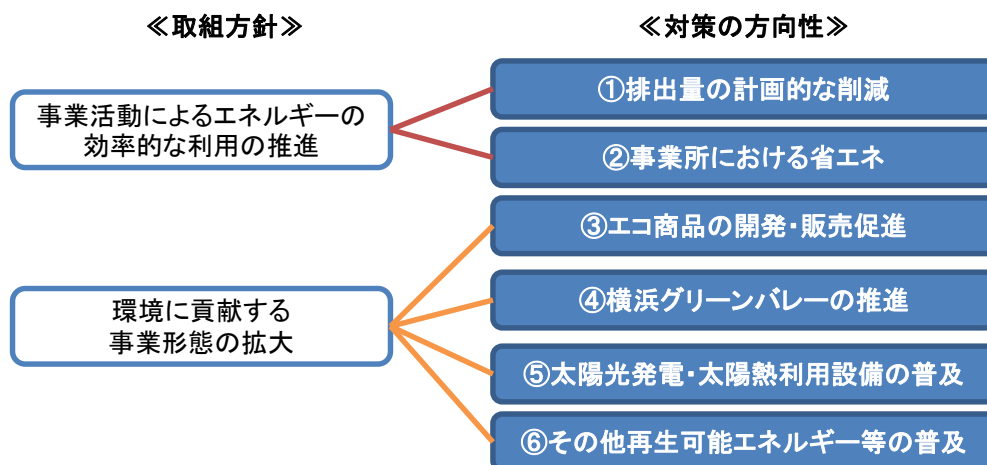 ≪取組方針≫
≪対策の方向性≫
事業活動によるエネルギーの
効率的な利用の推進
①排出量の計画的な削減
②事業所における省エネ
環境に貢献する
事業形態の拡大
③エコ商品の開発・販売促進
④横浜グリーンバレーの推進
⑤太陽光発電・太陽熱利用設備の普及
⑥その他再生可能エネルギー等の普及